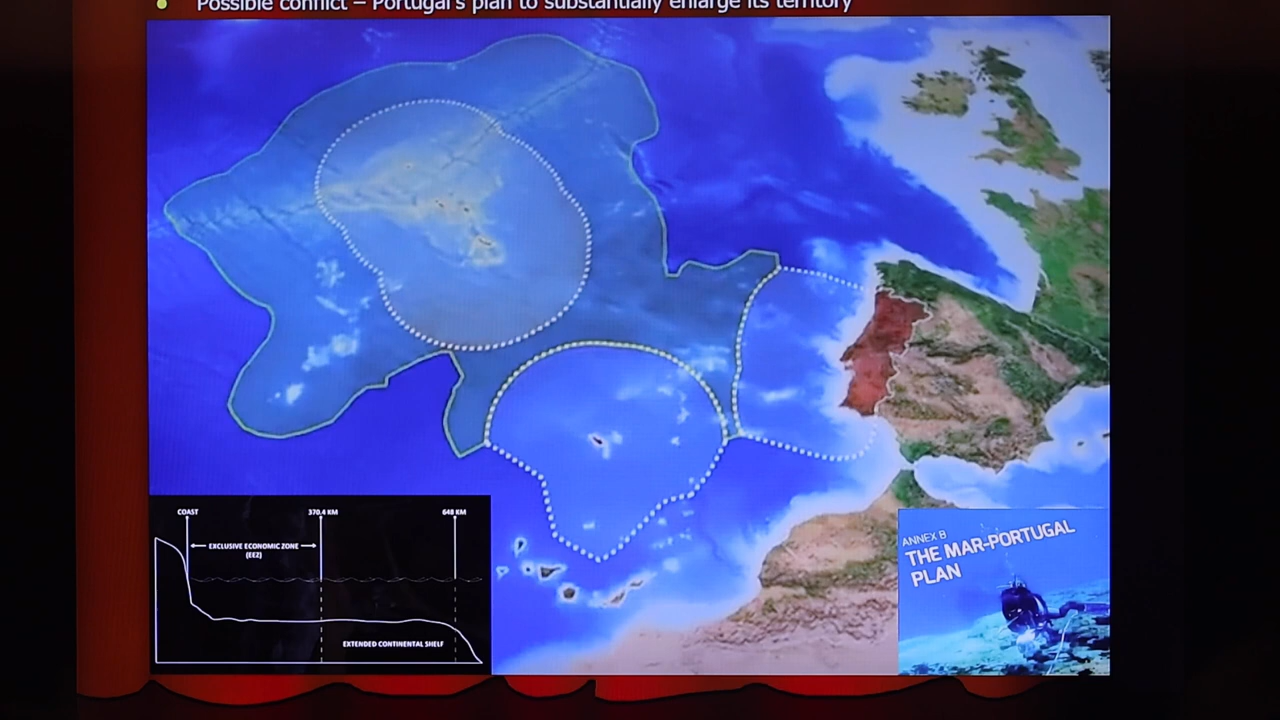 Possible conflict – Portugal's plan to substantially enlarge its territory
COAST
370.4 KM
648 KM
EXCLUSIVE ECONOMIC ZONE
(EEZ)
EXTENDED CONTINENTAL SHELF
ANNEX B
THE MAR-PORTUGAL
PLAN